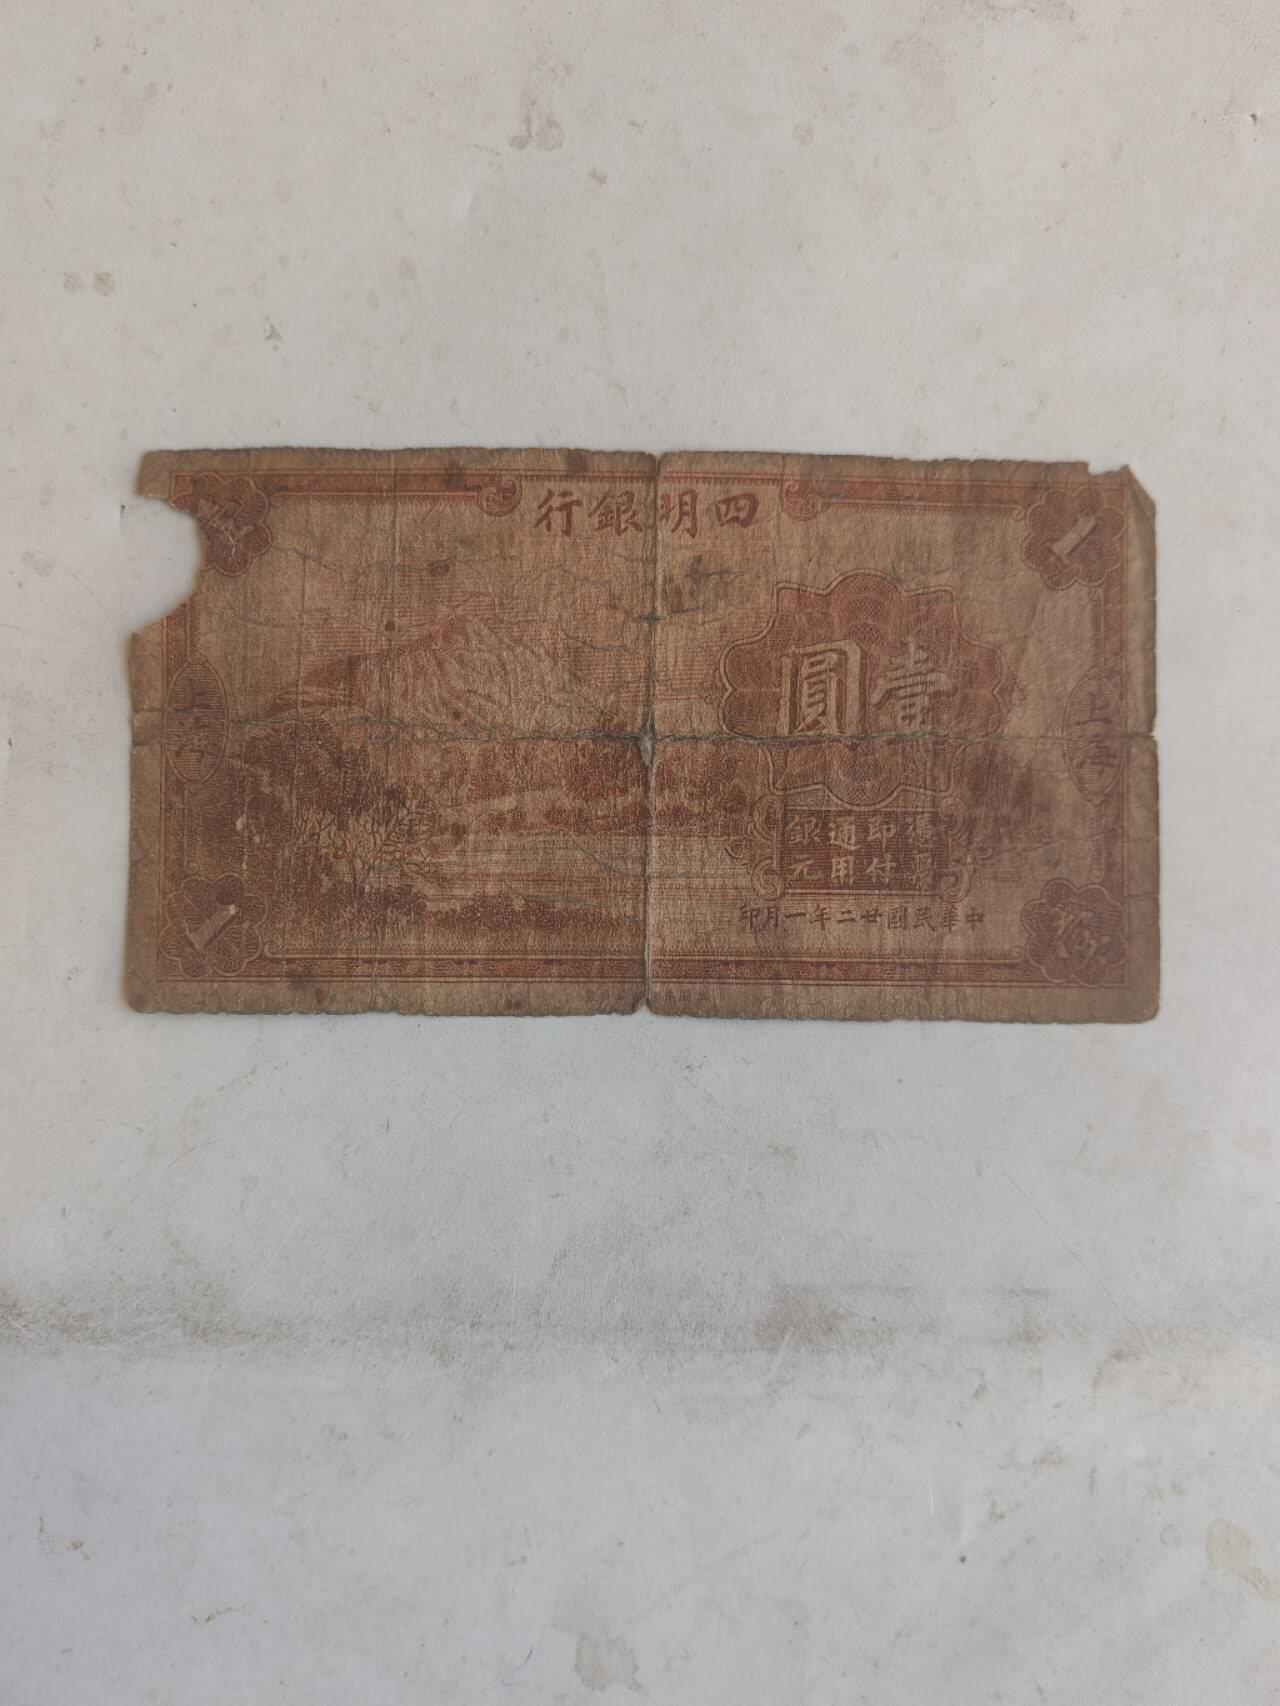 四明銀行
壹圓
上海
上海
憑票即付
通用銀元
中華民國廿二年一月印